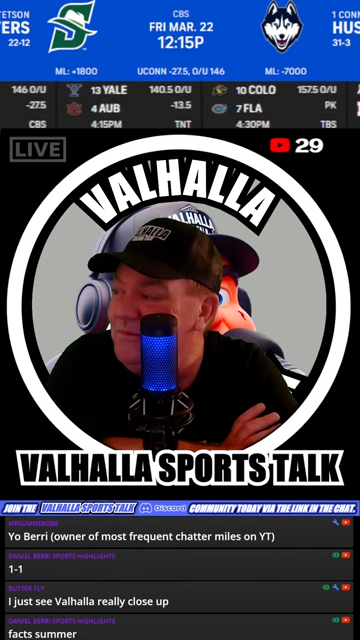 TETSON
CBS
1 CONN
ERS
FRI MAR. 22
HUS
22-12
12:15P
31-3
ML: +1800
UCONN -27.5, O/U 146
ML: -7000
146 O/U
13 YALE
140.5 O/U
10 COLO
157.5 O/U
-27.5
4 AUB
-13.5
7 FLA
PK
CBS
4:15PM
TNT
4:30PM
TBS
LIVE
29
VALHALLA
VALHALLA
VALHALLA
VALHALLA SPORTS TALK
JOIN THE VALHALLA SPORTS TALK Discord COMMUNITY TODAY VIA THE LINK IN THE CHAT.
MRSUMMEROBE
Yo Berri (owner of most frequent chatter miles on YT)
DANIEL BERRI SPORTS HIGHLIGHTS
1-1
BUTTER FLY
I just see Valhalla really close up
DANIEL BERRI SPORTS HIGHLIGHTS
facts summer